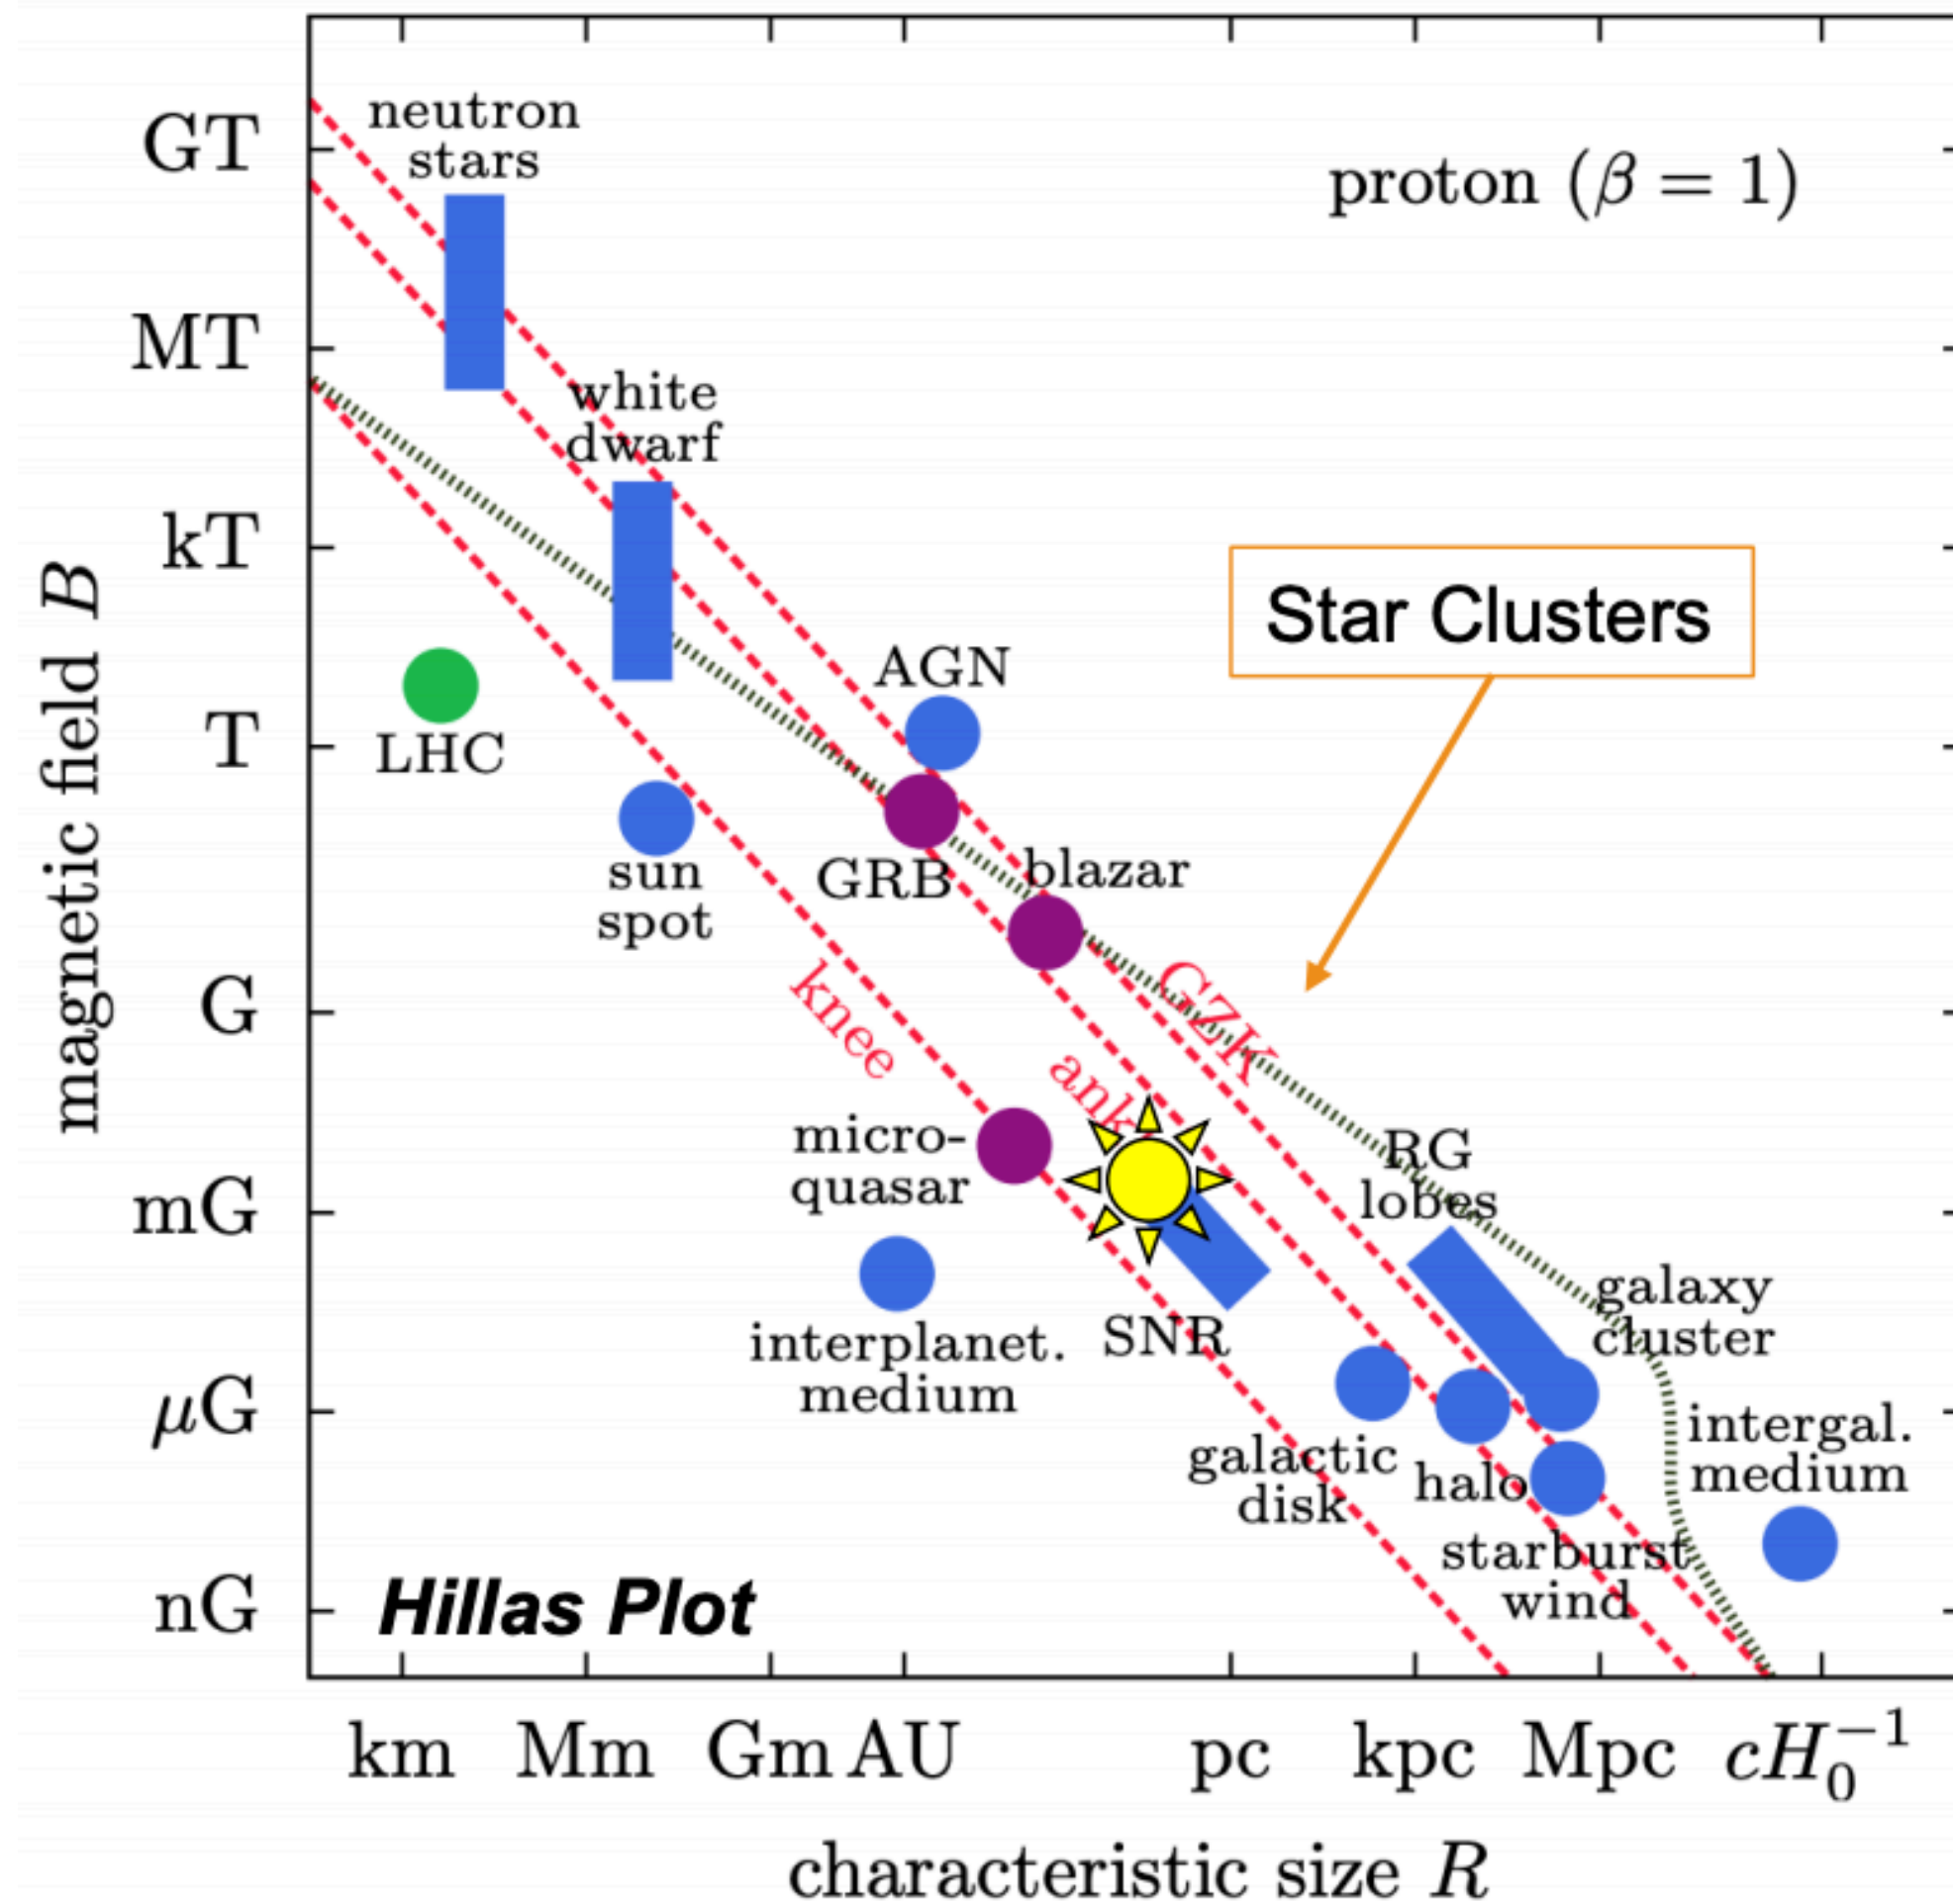 GT
MT
kT
T
G
mG
μG
nG
magnetic field B
neutron
stars
proton (β = 1)
white
dwarf
Star Clusters
AGN
LHC
sun
spot
GRB
blazar
knee
GZK
micro-
quasar
RG
lobes
interplanet.
medium
SNR
galaxy
cluster
galactic
disk
halo
intergal.
medium
starburst
wind
Hillas Plot
km Mm Gm AU pc kpc Mpc cH₀⁻¹
characteristic size R